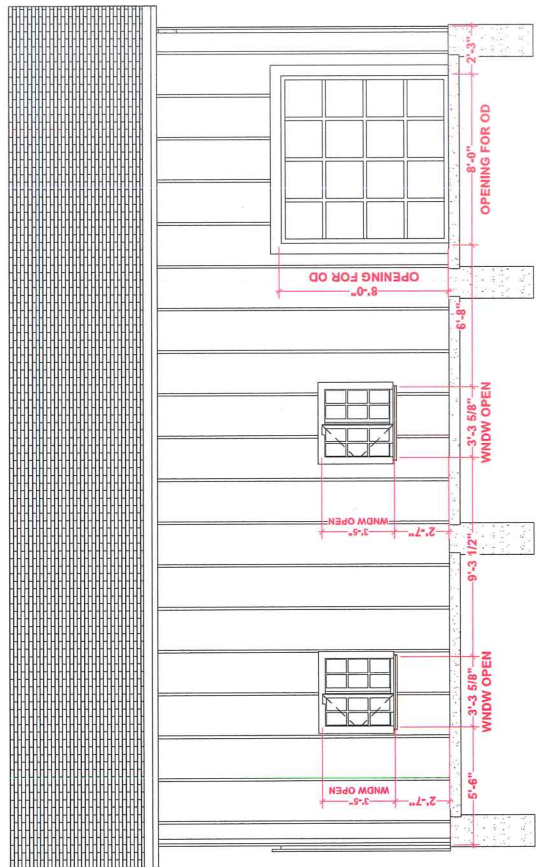 2'-3"
8'-0"
OPENING FOR OD
8'-0"
OPENING FOR OD
6'-8"
3'-3 5/8"
WNDW OPEN
3'-5"
WNDW OPEN
2'-7"
9'-3 1/2"
3'-3 5/8"
WNDW OPEN
3'-5"
WNDW OPEN
2'-7"
5'-6"